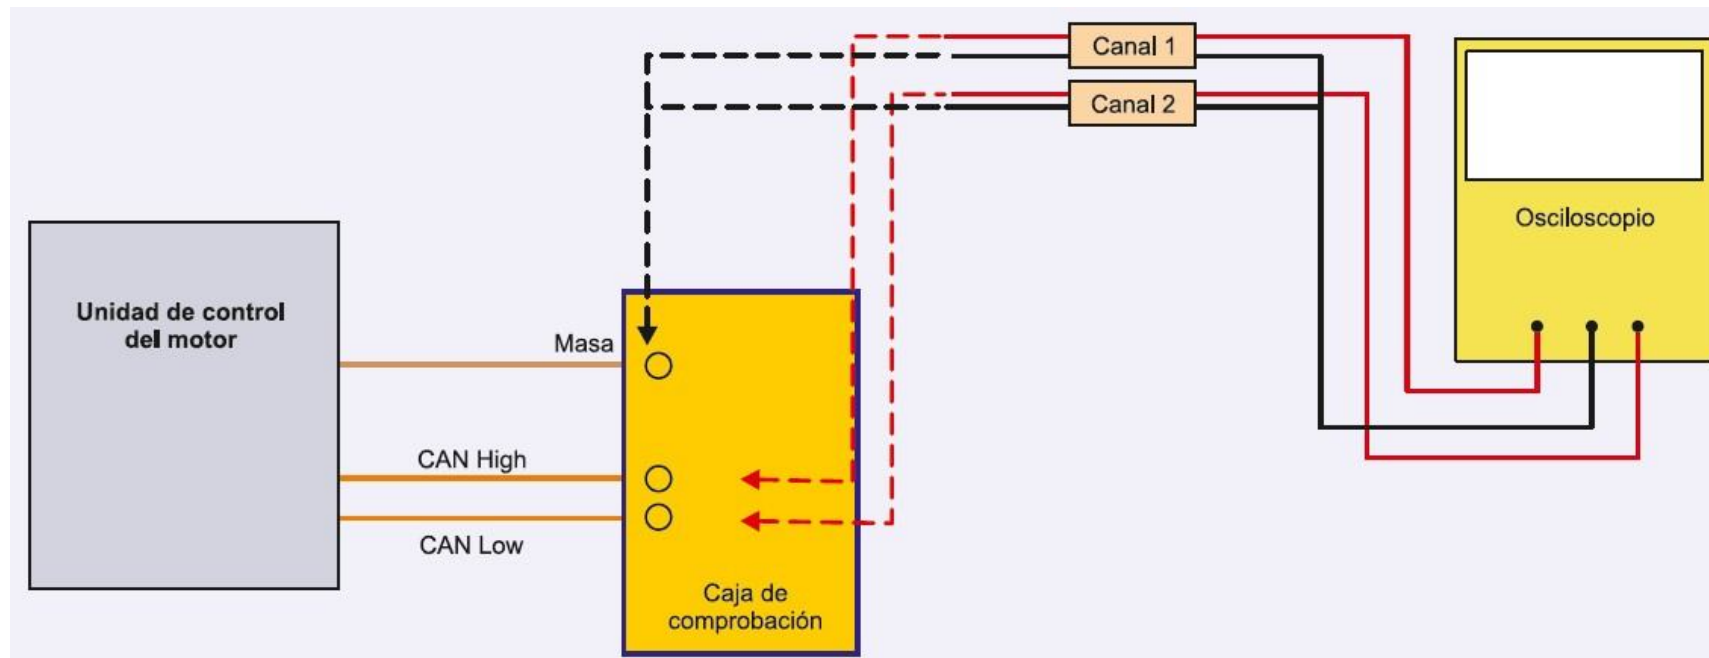 Canal 1
Canal 2
Osciloscopio
Unidad de control
del motor
Masa
CAN High
CAN Low
Caja de
comprobación